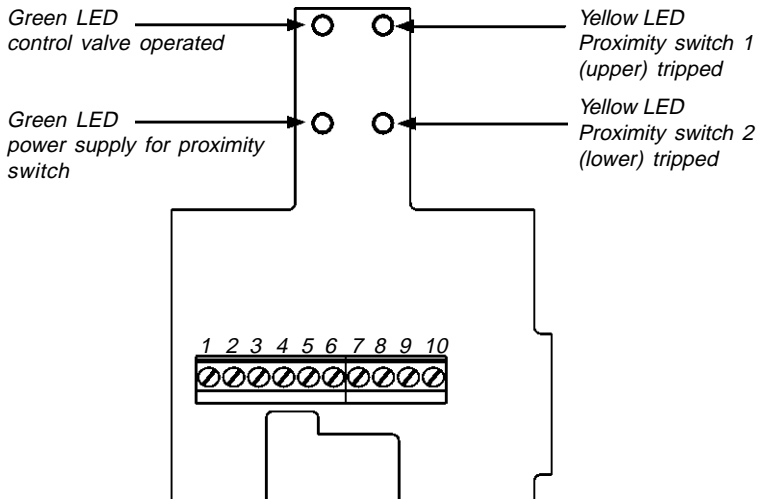 Green LED
control valve operated
Yellow LED
Proximity switch 1
(upper) tripped
Green LED
power supply for proximity
switch
Yellow LED
Proximity switch 2
(lower) tripped
1 2 3 4 5 6 7 8 9 10